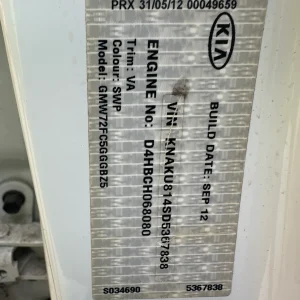 PRX 31/05/12 00049659
KIA
BUILD DATE: SEP 12
VIN KNAKU814SD5367838
ENGINE No: D4HBCH068080
Trim: VA
Colour: SWP
Model: GMW72FC5GGGBZ5
S034690 5367838